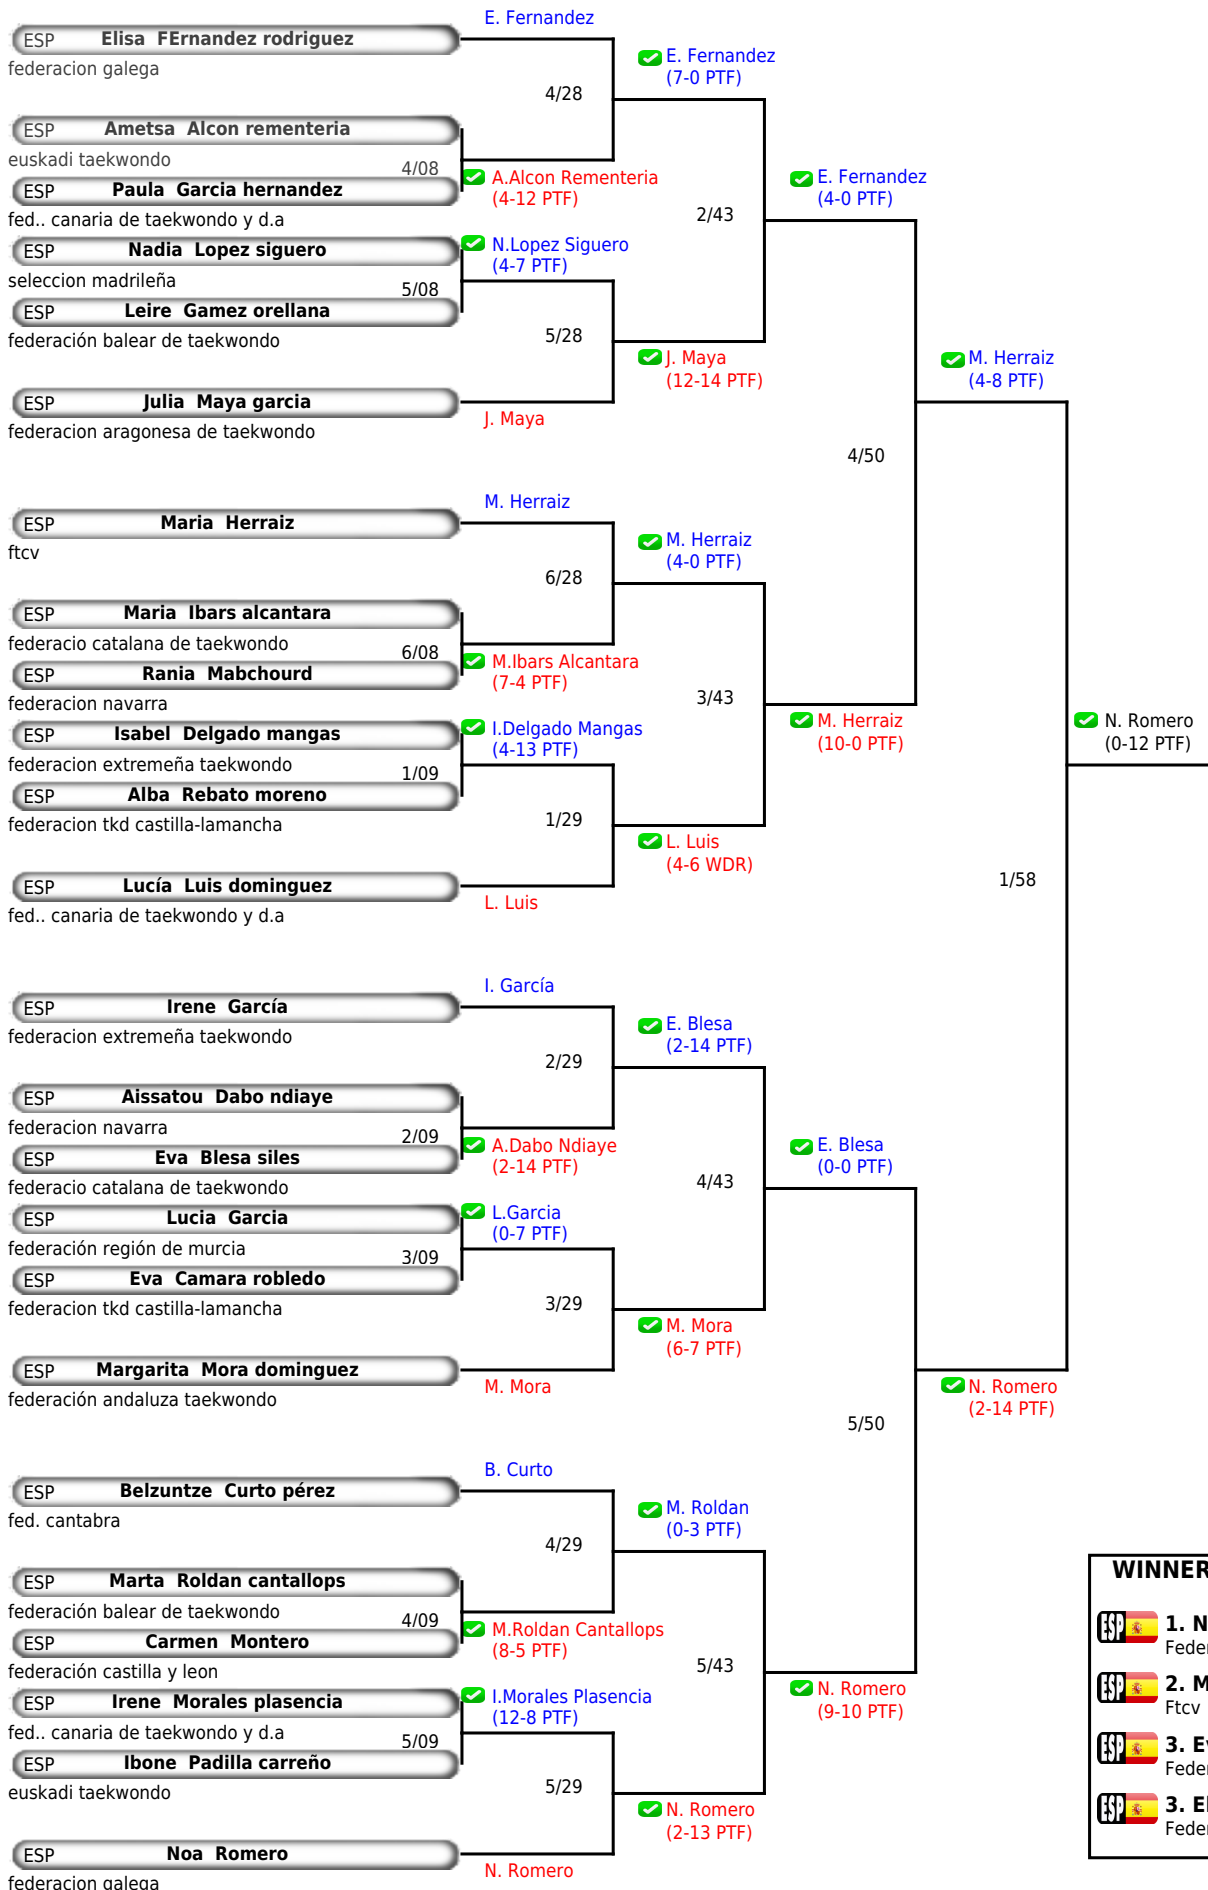 E. Fernandez
ESP Elisa FErnandez rodriguez
federacion galega
E. Fernandez
(7-0 PTF)
4/28
ESP Ametsa Alcon rementeria
euskadi taekwondo
4/08
A.Alcon Rementeria
(4-12 PTF)
ESP Paula Garcia hernandez
fed.. canaria de taekwondo y d.a
E. Fernandez
(4-0 PTF)
2/43
ESP Nadia Lopez siguero
seleccion madrileña
N.Lopez Siguero
(4-7 PTF)
5/08
ESP Leire Gamez orellana
federación balear de taekwondo
5/28
J. Maya
(12-14 PTF)
M. Herraiz
(4-8 PTF)
ESP Julia Maya garcia
federacion aragonesa de taekwondo
J. Maya
4/50
M. Herraiz
ESP Maria Herraiz
ftcv
M. Herraiz
(4-0 PTF)
6/28
ESP Maria Ibars alcantara
federacio catalana de taekwondo
6/08
M.Ibars Alcantara
(7-4 PTF)
ESP Rania Mabchourd
federacion navarra
3/43
M. Herraiz
(10-0 PTF)
N. Romero
(0-12 PTF)
ESP Isabel Delgado mangas
federacion extremeña taekwondo
I.Delgado Mangas
(4-13 PTF)
1/09
ESP Alba Rebato moreno
federacion tkd castilla-lamancha
1/29
L. Luis
(4-6 WDR)
1/58
ESP Lucía Luis dominguez
fed.. canaria de taekwondo y d.a
L. Luis
I. García
ESP Irene García
federacion extremeña taekwondo
E. Blesa
(2-14 PTF)
2/29
ESP Aissatou Dabo ndiaye
federacion navarra
2/09
A.Dabo Ndiaye
(2-14 PTF)
ESP Eva Blesa siles
federacio catalana de taekwondo
E. Blesa
(0-0 PTF)
4/43
ESP Lucia Garcia
federación región de murcia
L.Garcia
(0-7 PTF)
3/09
ESP Eva Camara robledo
federacion tkd castilla-lamancha
3/29
M. Mora
(6-7 PTF)
ESP Margarita Mora dominguez
federación andaluza taekwondo
M. Mora
N. Romero
(2-14 PTF)
5/50
B. Curto
ESP Belzuntze Curto pérez
fed. cantabra
M. Roldan
(0-3 PTF)
4/29
ESP Marta Roldan cantallops
federación balear de taekwondo
4/09
M.Roldan Cantallops
(8-5 PTF)
ESP Carmen Montero
federación castilla y leon
5/43
N. Romero
(9-10 PTF)
ESP Irene Morales plasencia
fed.. canaria de taekwondo y d.a
I.Morales Plasencia
(12-8 PTF)
5/09
ESP Ibone Padilla carreño
euskadi taekwondo
5/29
N. Romero
(2-13 PTF)
ESP Noa Romero
federacion galega
N. Romero
WINNER
ESP 1. N
Feder
ESP 2. M
Ftcv
ESP 3. Ev
Feder
ESP 3. El
Feder